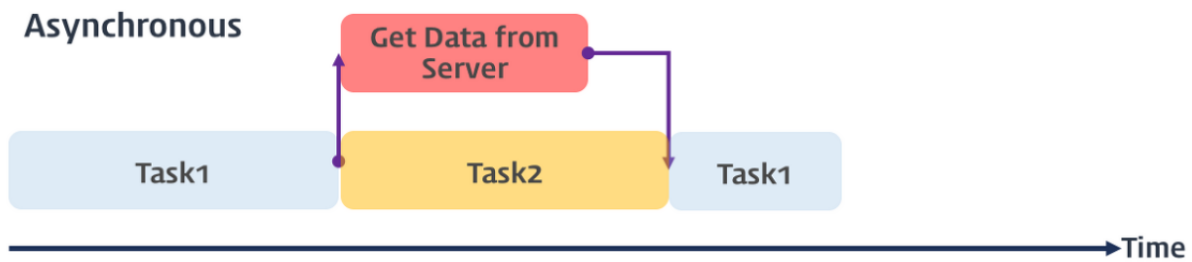 Asynchronous
Get Data from
Server
Task1
Task2
Task1
Time